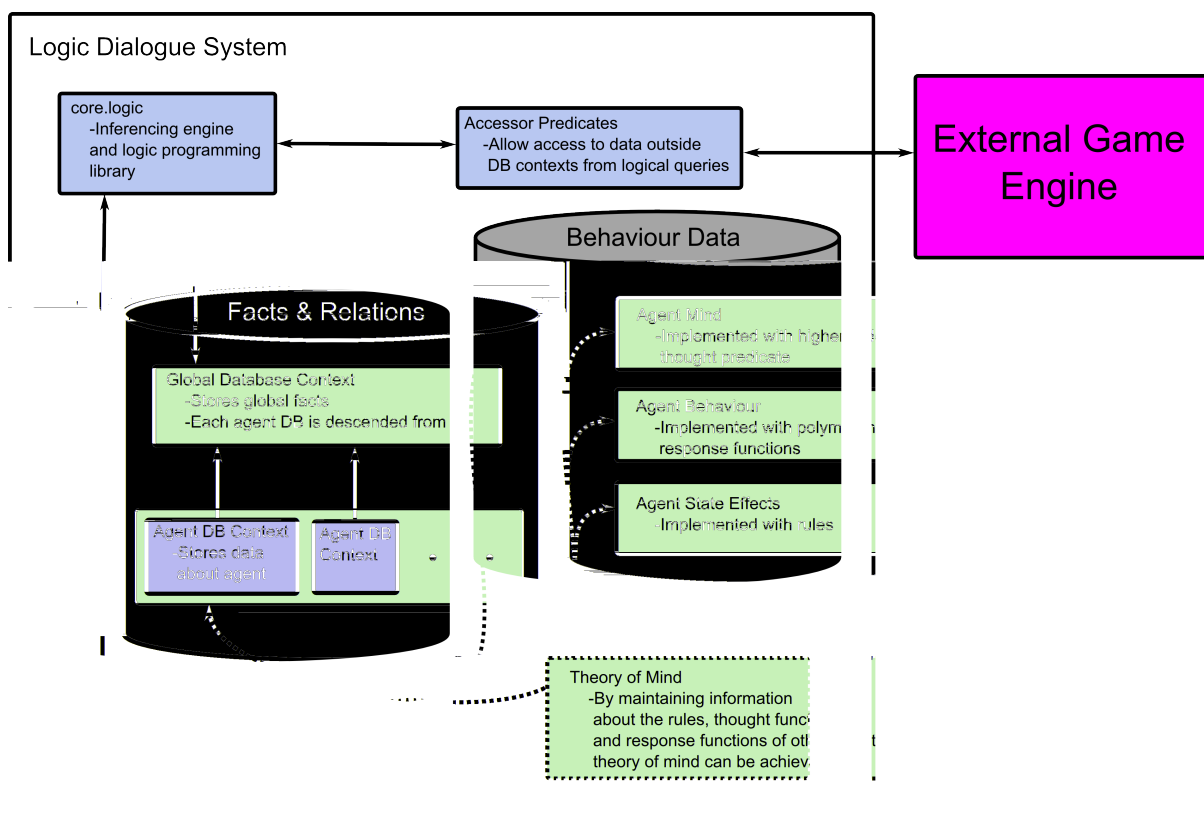 Logic Dialogue System
core.logic
-Inferencing engine
and logic programming
library
Accessor Predicates
-Allow access to data outside
DB contexts from logical queries
External Game
Engine
Behaviour Data
Facts & Relations
Agent Mind
-Implemented with higher
thought predicate
Global Database Context
-Stores global facts
-Each agent DB is descended from
Agent Behaviour
-Implemented with
response functions
Agent State Effects
-Implemented with rules
Agent DB Context
-Stores data
about agent
Agent DB
Context
Theory of Mind
-By maintaining information
about the rules, thought
and response functions of
theory of mind can be